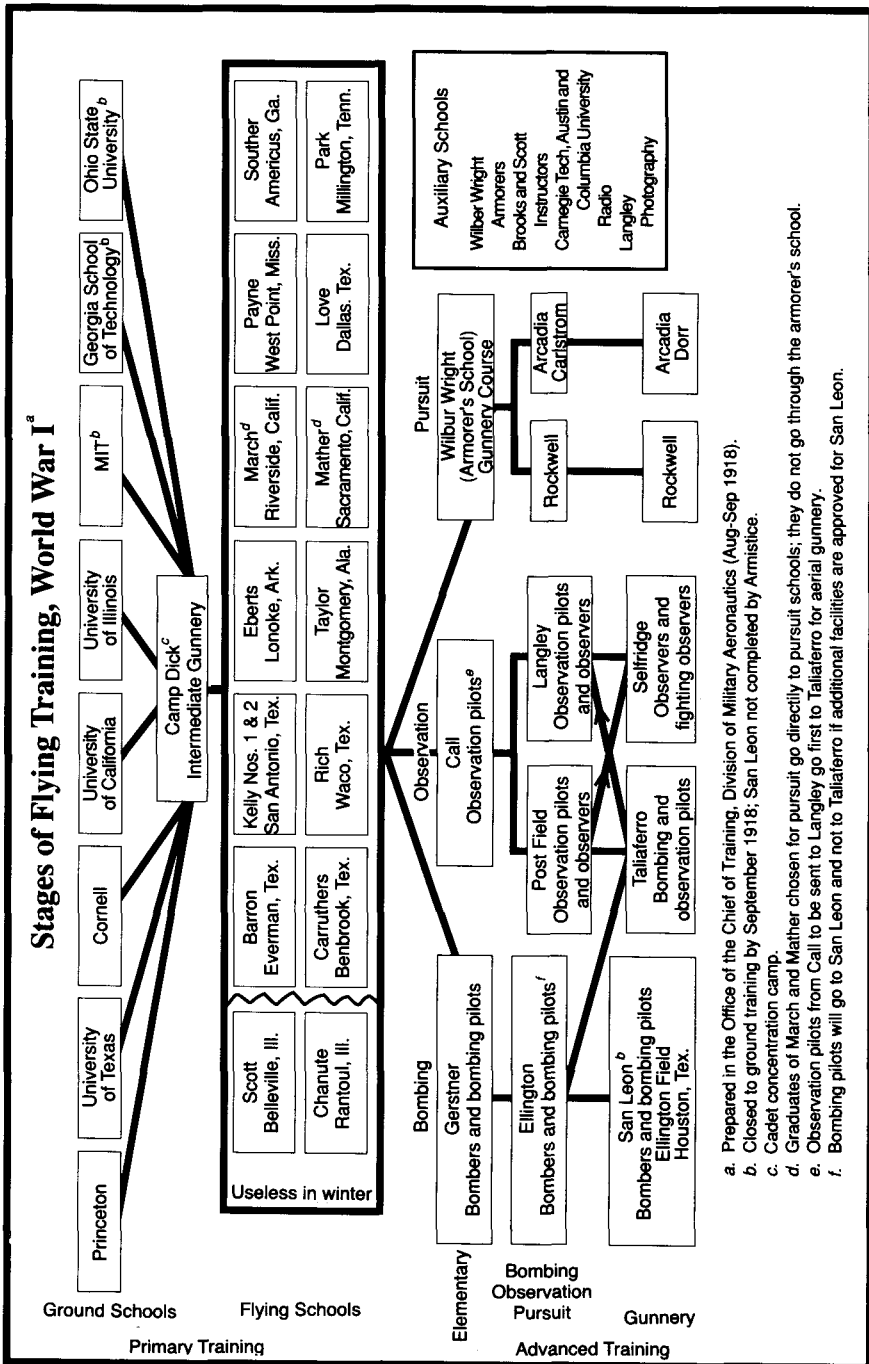 Stages of Flying Training, World War I a
Ground Schools
Princeton
University
of Texas
Cornell
University
of California
University
of Illinois
MIT b
Georgia School
of Technology b
Ohio State
University b
Primary Training
Camp Dick c
Intermediate Gunnery
Flying Schools
Useless in winter
Scott
Belleville, Ill.
Barron
Everman, Tex.
Kelly Nos. 1 & 2
San Antonio, Tex.
Eberts
Lonoke, Ark.
March d
Riverside, Calif.
Payne
West Point, Miss.
Souther
Americus, Ga.
Chanute
Rantoul, Ill.
Carruthers
Benbrook, Tex.
Rich
Waco, Tex.
Taylor
Montgomery, Ala.
Mather d
Sacramento, Calif.
Love
Dallas. Tex.
Park
Millington, Tenn.
Advanced Training
Elementary
Bombing
Gerstner
Bombers and bombing pilots
Observation
Call
Observation pilots e
Pursuit
Wilbur Wright
(Armorer's School)
Gunnery Course
Bombing
Observation
Pursuit
Ellington
Bombers and bombing pilots f
Post Field
Observation pilots
and observers
Langley
Observation pilots
and observers
Rockwell
Arcadia
Carlstrom
Gunnery
San Leon b
Bombers and bombing pilots
Ellington Field
Houston, Tex.
Taliaferro
Bombing and
observation pilots
Selfridge
Observers and
fighting observers
Rockwell
Arcadia
Dorr
Auxiliary Schools
Wilber Wright
Armorers
Brooks and Scott
Instructors
Carnegie Tech, Austin and
Columbia University
Radio
Langley
Photography
a. Prepared in the Office of the Chief of Training, Division of Military Aeronautics (Aug-Sep 1918).
b. Closed to ground training by September 1918; San Leon not completed by Armistice.
c. Cadet concentration camp.
d. Graduates of March and Mather chosen for pursuit go directly to pursuit schools; they do not go through the armorer's school.
e. Observation pilots from Call to be sent to Langley go first to Taliaferro for aerial gunnery.
f. Bombing pilots will go to San Leon and not to Taliaferro if additional facilities are approved for San Leon.